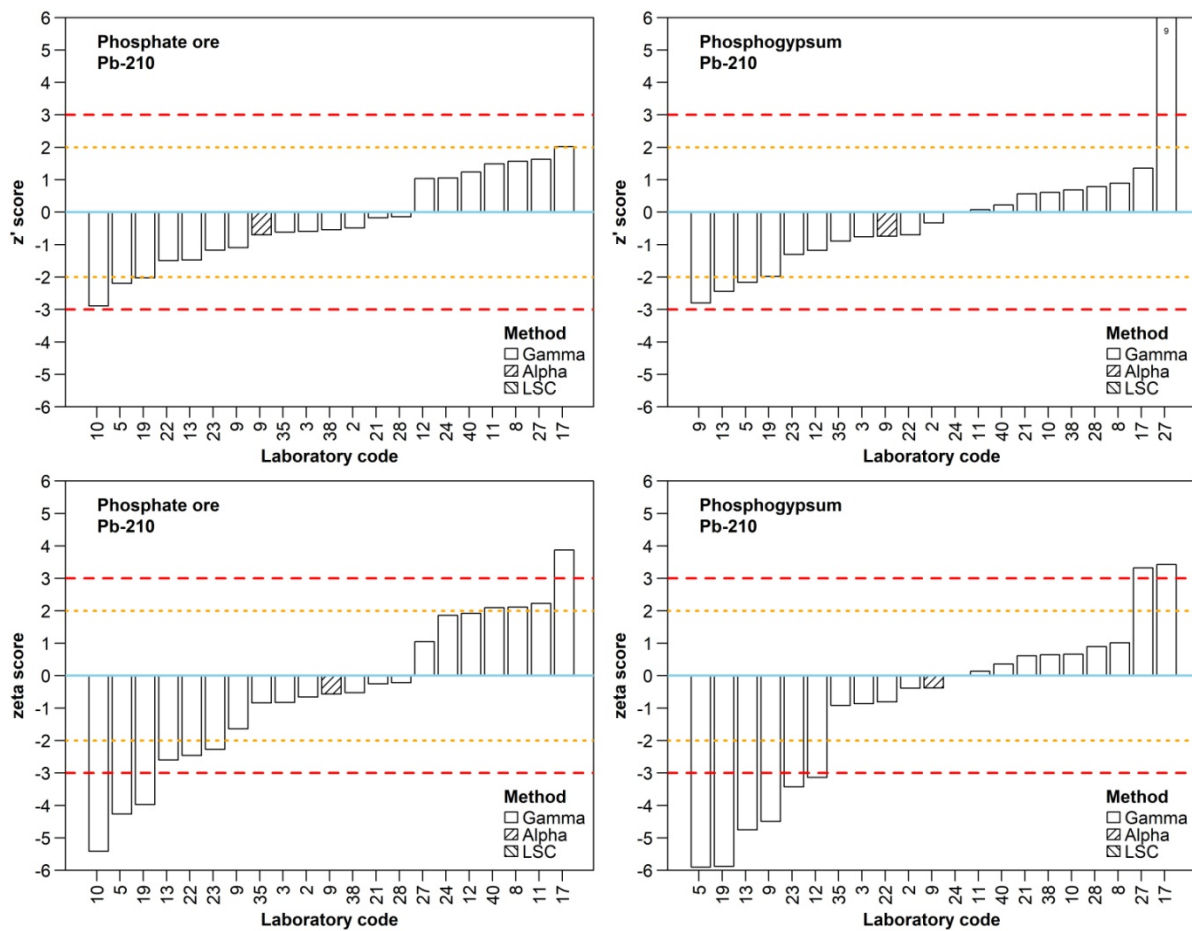 Phosphate ore
Pb-210
z' score
6
5
4
3
2
1
0
-1
-2
-3
-4
-5
-6
Method
Gamma
Alpha
LSC
10 5 19 22 13 23 9 9 35 3 38 2 21 28 12 24 40 11 8 27 17
Laboratory code
Phosphogypsum
Pb-210
9
z' score
6
5
4
3
2
1
0
-1
-2
-3
-4
-5
-6
Method
Gamma
Alpha
LSC
9 13 5 19 23 12 35 3 9 22 2 24 11 40 21 10 38 28 8 17 27
Laboratory code
Phosphate ore
Pb-210
zeta score
6
5
4
3
2
1
0
-1
-2
-3
-4
-5
-6
Method
Gamma
Alpha
LSC
10 5 19 13 22 23 9 35 3 2 9 38 21 28 27 24 12 40 8 11 17
Laboratory code
Phosphogypsum
Pb-210
zeta score
6
5
4
3
2
1
0
-1
-2
-3
-4
-5
-6
Method
Gamma
Alpha
LSC
5 19 13 9 23 12 35 3 22 2 9 24 11 40 21 38 10 28 8 27 17
Laboratory code